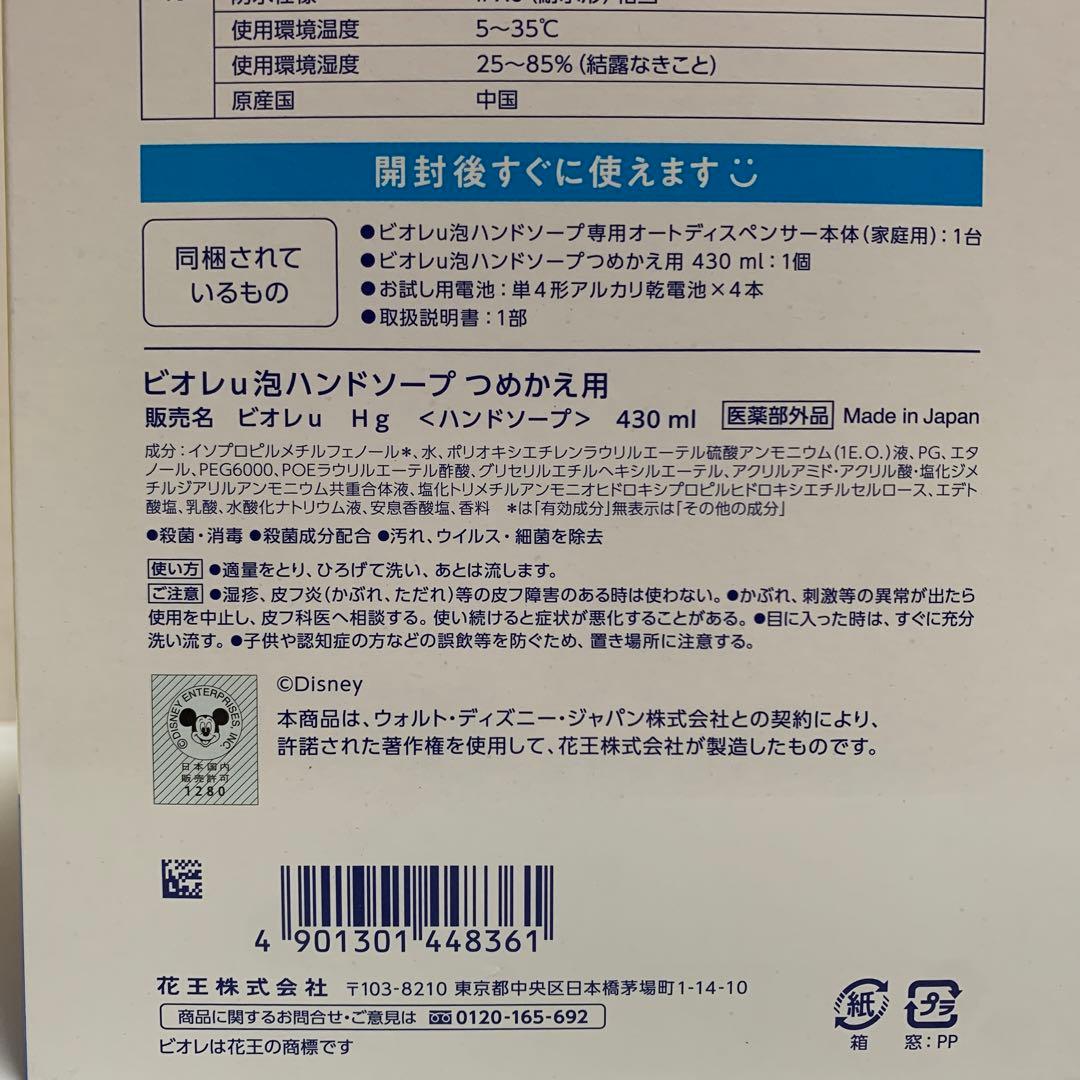 使用環境温度 5〜35℃
使用環境湿度 25〜85%(結露なきこと)
原産国 中国
開封後すぐに使えます
同梱されて
いるもの
●ビオレu泡ハンドソープ専用オートディスペンサー本体(家庭用):1台
●ビオレu泡ハンドソープつめかえ用 430 ml:1個
●お試し用電池:単4形アルカリ乾電池×4本
●取扱説明書:1部
ビオレu泡ハンドソープ つめかえ用
販売名 ビオレu Hg <ハンドソープ> 430 ml 医薬部外品 Made in Japan
成分:イソプロピルメチルフェノール*、水、ポリオキシエチレンラウリルエーテル硫酸アンモニウム(1E.O.)液、PG、エタ
ノール、PEG6000、POEラウリルエーテル酢酸、グリセリルエチルヘキシルエーテル、アクリルアミド・アクリル酸・塩化ジメ
チルジアリルアンモニウム共重合体液、塩化トリメチルアンモニオヒドロキシプロピルヒドロキシエチルセルロース、エデト
酸塩、乳酸、水酸化ナトリウム液、安息香酸塩、香料 *は「有効成分」無表示は「その他の成分」
●殺菌・消毒 ●殺菌成分配合 ●汚れ、ウイルス・細菌を除去
使い方 ●適量をとり、ひろげて洗い、あとは流します。
ご注意 ●湿疹、皮フ炎(かぶれ、ただれ)等の皮フ障害のある時は使わない。●かぶれ、刺激等の異常が出たら
使用を中止し、皮フ科医へ相談する。使い続けると症状が悪化することがある。●目に入った時は、すぐに充分
洗い流す。●子供や認知症の方などの誤飲等を防ぐため、置き場所に注意する。
©Disney
本商品は、ウォルト・ディズニー・ジャパン株式会社との契約により、
許諾された著作権を使用して、花王株式会社が製造したものです。
©DISNEY ENTERPRISES, INC.
日本国内
販売許可
1280
4 901301 448361
花王株式会社 〒103-8210 東京都中央区日本橋茅場町1-14-10
商品に関するお問合せ・ご意見は 0120-165-692
ビオレは花王の商標です
紙
箱
プラ
窓:PP